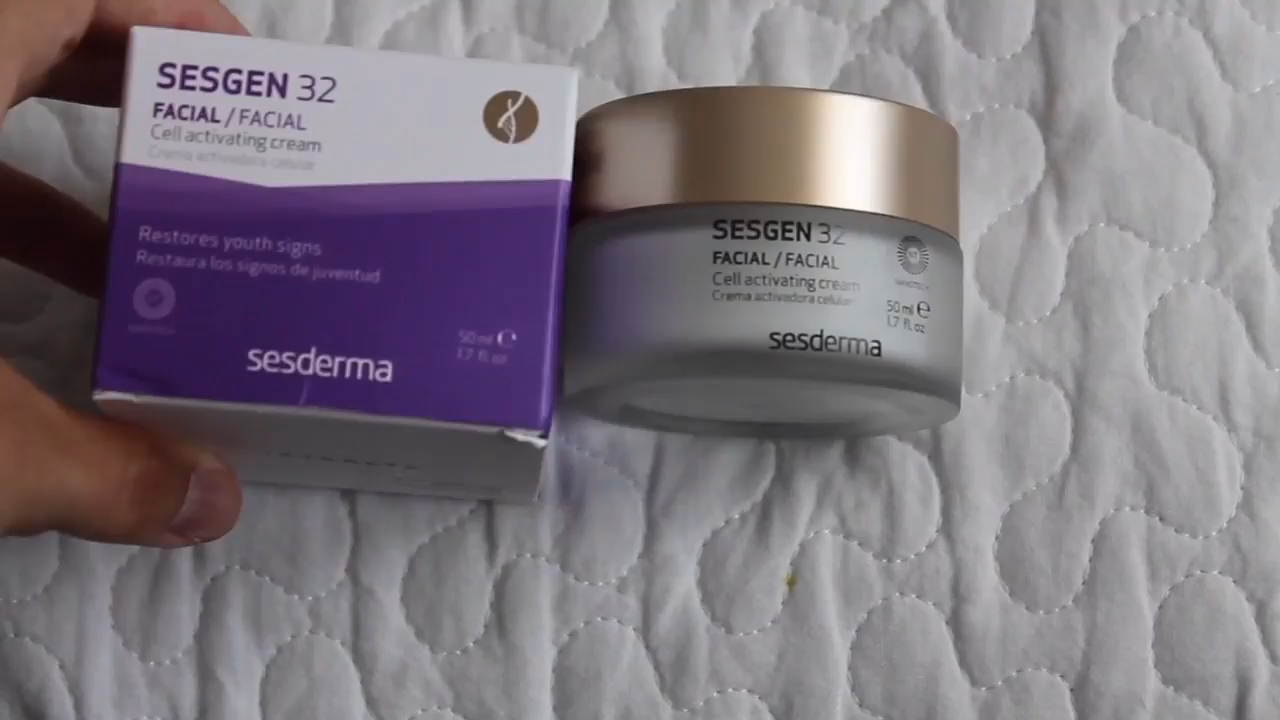 SESGEN 32
FACIAL / FACIAL
Cell activating cream
Crema activadora celular
Restores youth signs
Restaura los signos de juventud
sesderma
50 ml e
1.7 fl. oz
SESGEN 32
FACIAL / FACIAL
Cell activating cream
Crema activadora celular
NANOTECH
50 ml e
1.7 fl. oz
sesderma